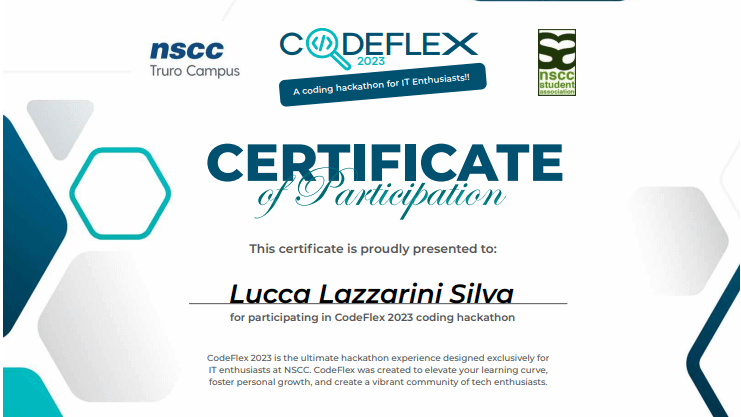 nscc
Truro Campus
CODEFLEX
2023
A coding hackathon for IT Enthusiasts!!
sa
nscc
student
association
CERTIFICATE
of Participation
This certificate is proudly presented to:
Lucca Lazzarini Silva
for participating in CodeFlex 2023 coding hackathon
CodeFlex 2023 is the ultimate hackathon experience designed exclusively for
IT enthusiasts at NSCC. CodeFlex was created to elevate your learning curve,
foster personal growth, and create a vibrant community of tech enthusiasts.